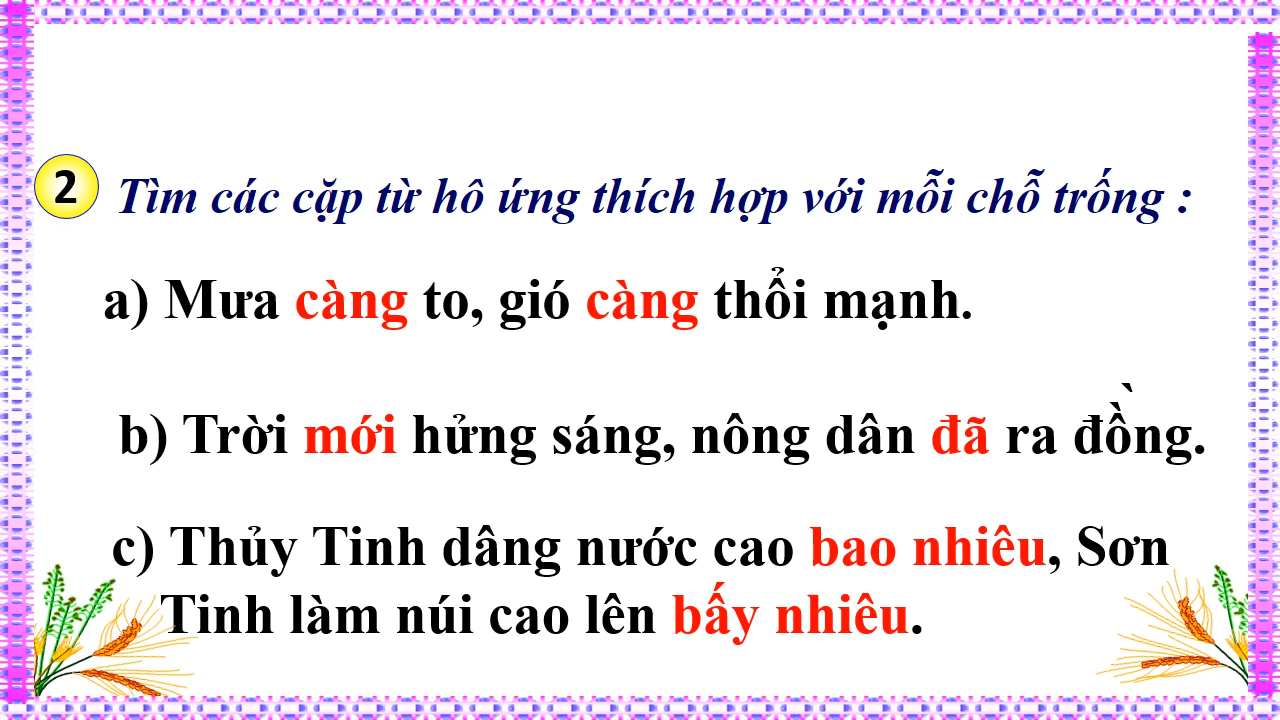 2 Tìm các cặp từ hô ứng thích hợp với mỗi chỗ trống :
a) Mưa càng to, gió càng thổi mạnh.
b) Trời mới hửng sáng, nông dân đã ra đồng.
c) Thủy Tinh dâng nước cao bao nhiêu, Sơn
Tinh làm núi cao lên bấy nhiêu.